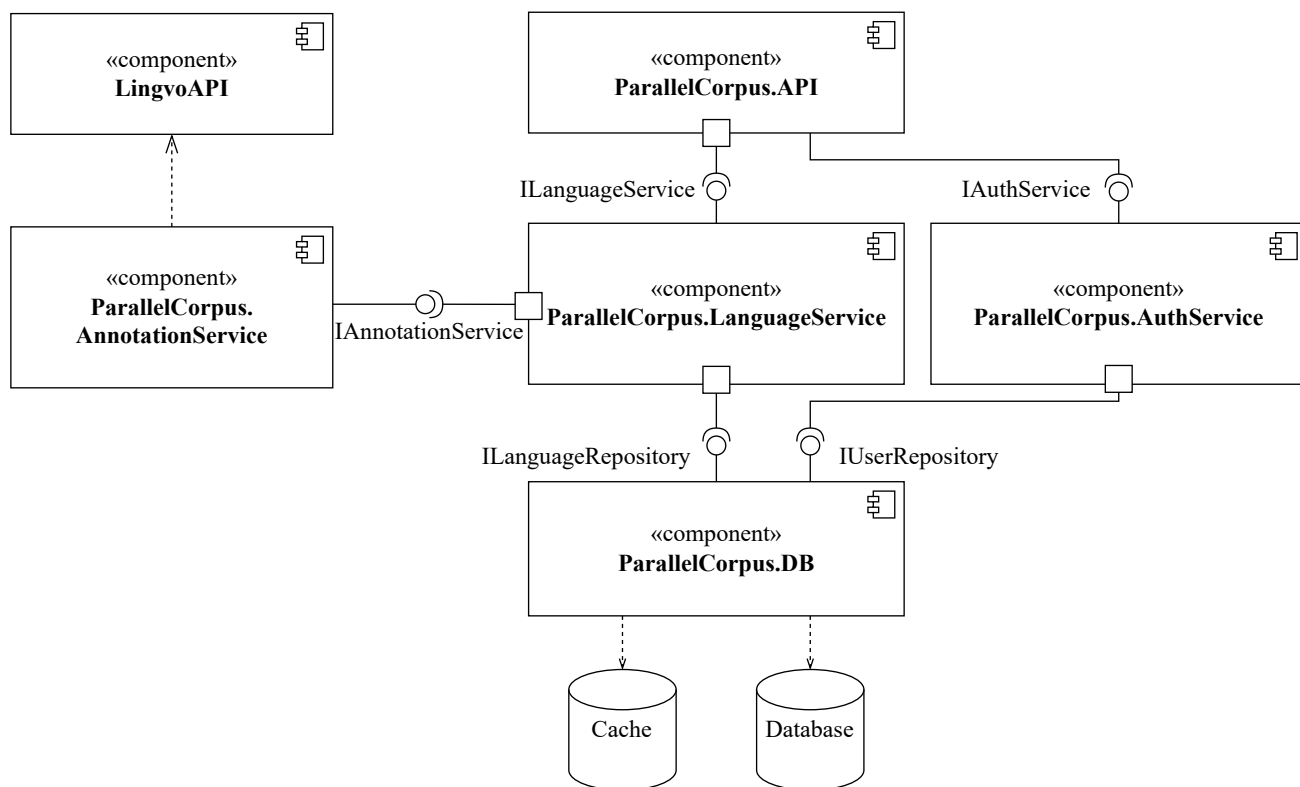 «component»
LingvoAPI
«component»
ParallelCorpus.API
ILanguageService
IAuthService
«component»
ParallelCorpus.
AnnotationService
IAnnotationService
«component»
ParallelCorpus.LanguageService
«component»
ParallelCorpus.AuthService
ILanguageRepository
IUserRepository
«component»
ParallelCorpus.DB
Cache
Database